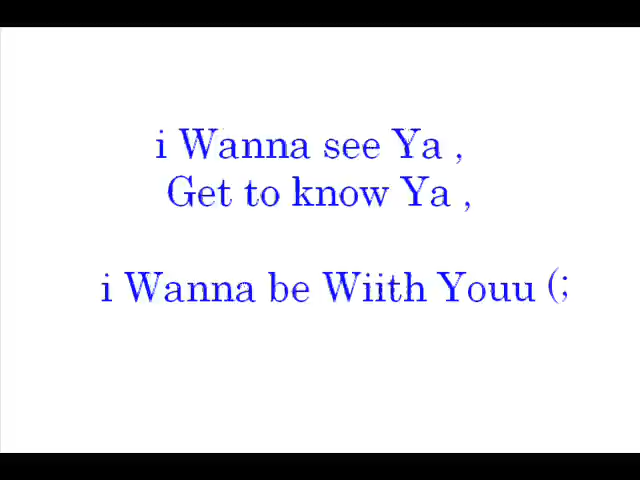 i Wanna see Ya ,
Get to know Ya ,
i Wanna be Wiith Youu (;